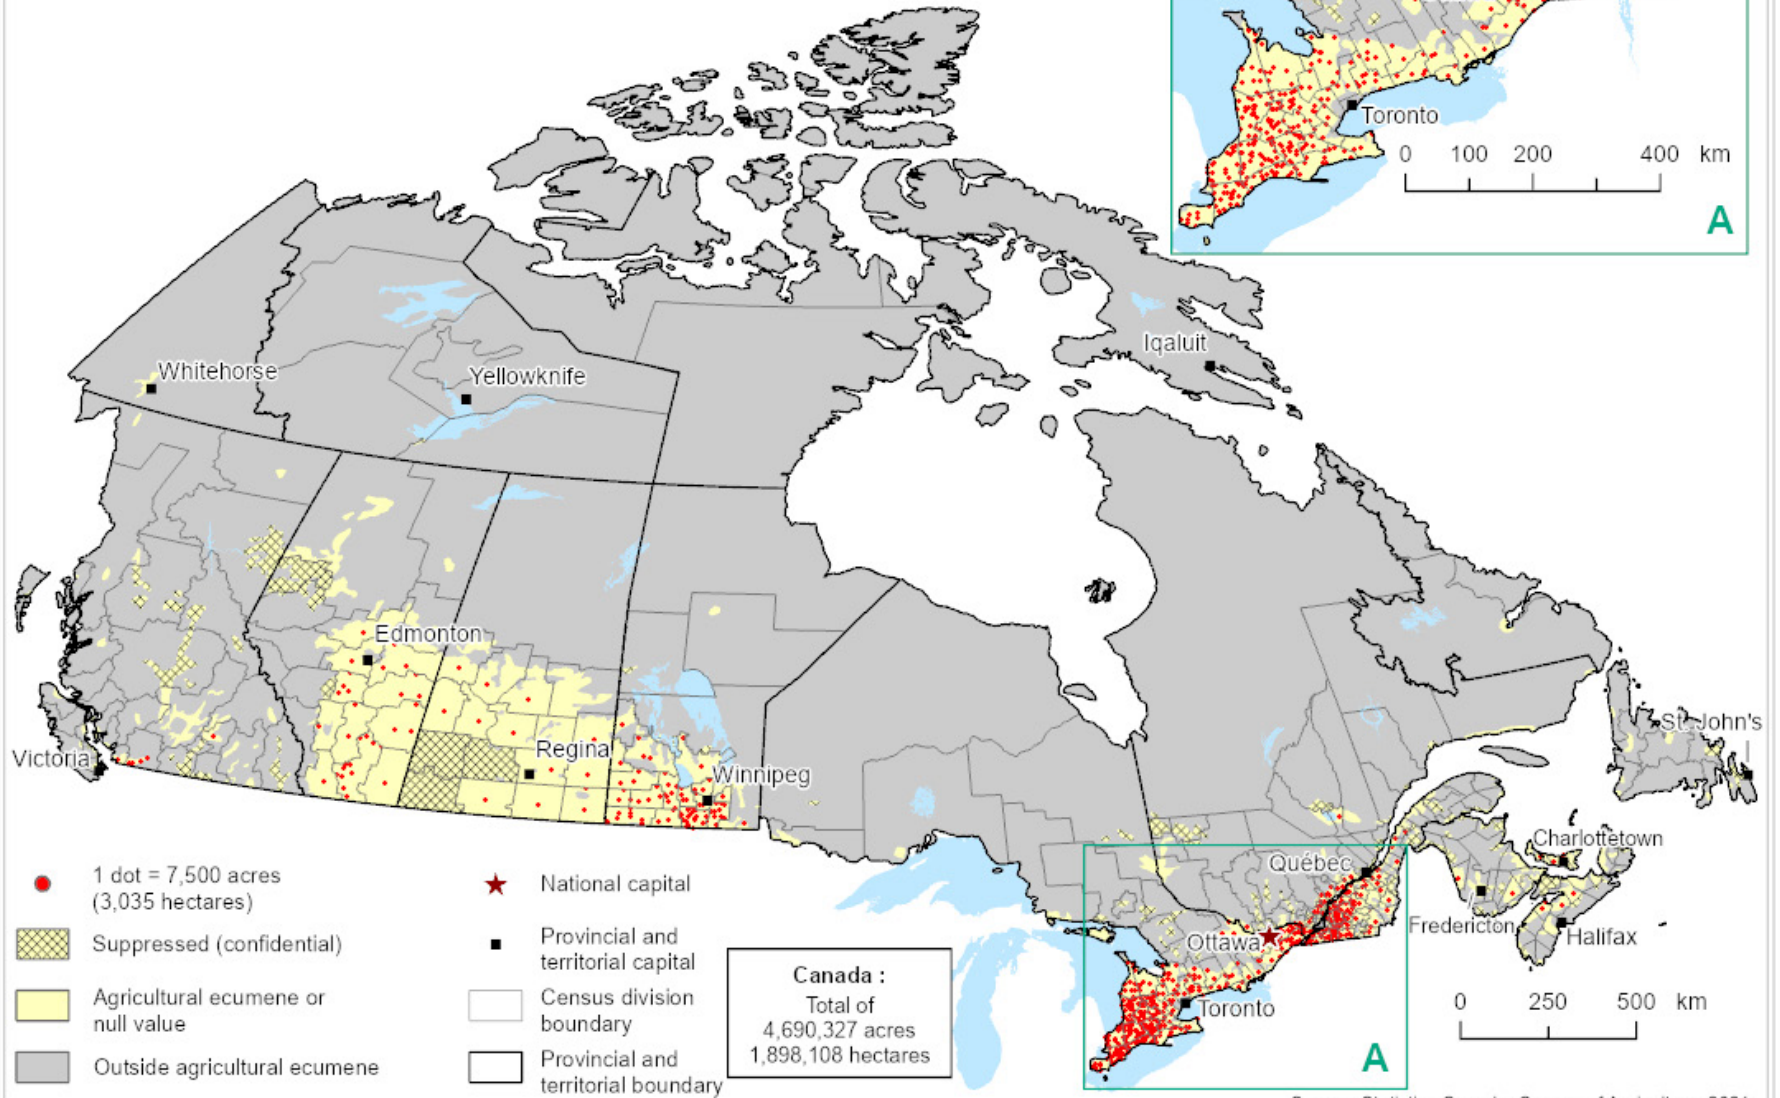 Toronto
0 100 200 400 km
A
Whitehorse
Yellowknife
Iqaluit
Edmonton
Regina
Winnipeg
Victoria
St. John's
Charlottetown
Québec
Fredericton
Halifax
Ottawa
Toronto
0 250 500 km
A
1 dot = 7,500 acres
(3,035 hectares)
Suppressed (confidential)
Agricultural ecumene or
null value
Outside agricultural ecumene
National capital
Provincial and
territorial capital
Census division
boundary
Provincial and
territorial boundary
Canada :
Total of
4,690,327 acres
1,898,108 hectares